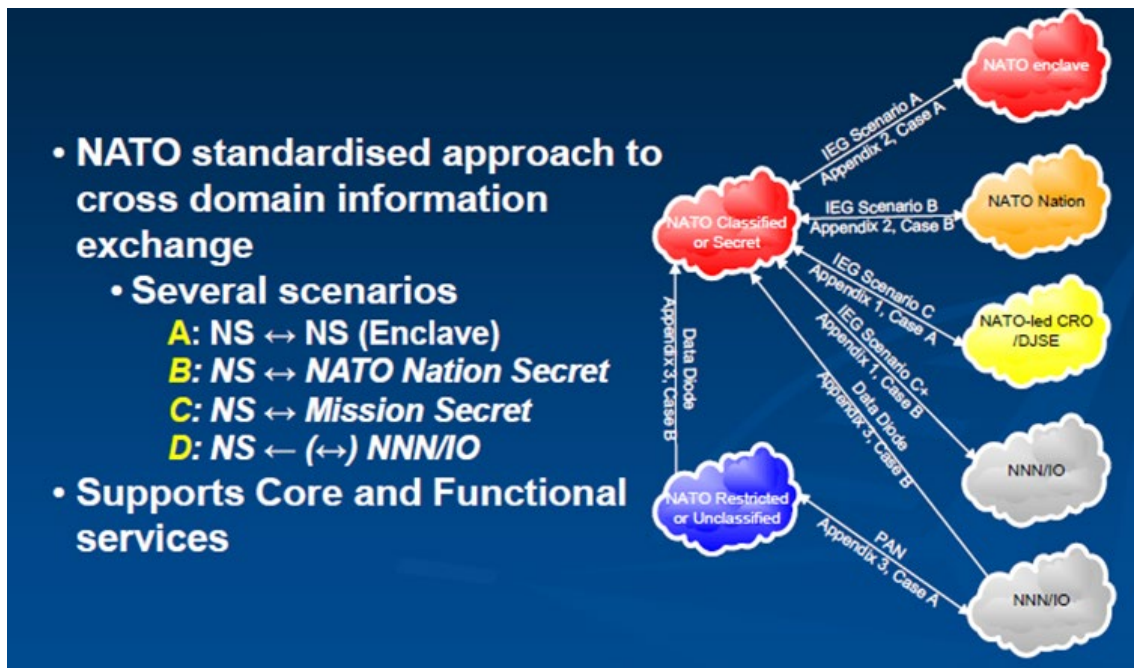 • NATO standardised approach to
cross domain information
exchange
• Several scenarios
A: NS ↔ NS (Enclave)
B: NS ↔ NATO Nation Secret
C: NS ↔ Mission Secret
D: NS ← (↔) NNN/IO
• Supports Core and Functional
services
NATO enclave
IEG Scenario A
Appendix 2, Case A
NATO Nation
IEG Scenario B
Appendix 2, Case B
NATO Classified
or Secret
IEG Scenario C
Appendix 1, Case A
NATO-led CRO
/DJSE
IEG Scenario C+
Appendix 1, Case B
NNN/IO
Data Diode
Appendix 3, Case B
Data Diode
Appendix 3, Case B
NATO Restricted
or Unclassified
PAN
Appendix 3, Case A
NNN/IO